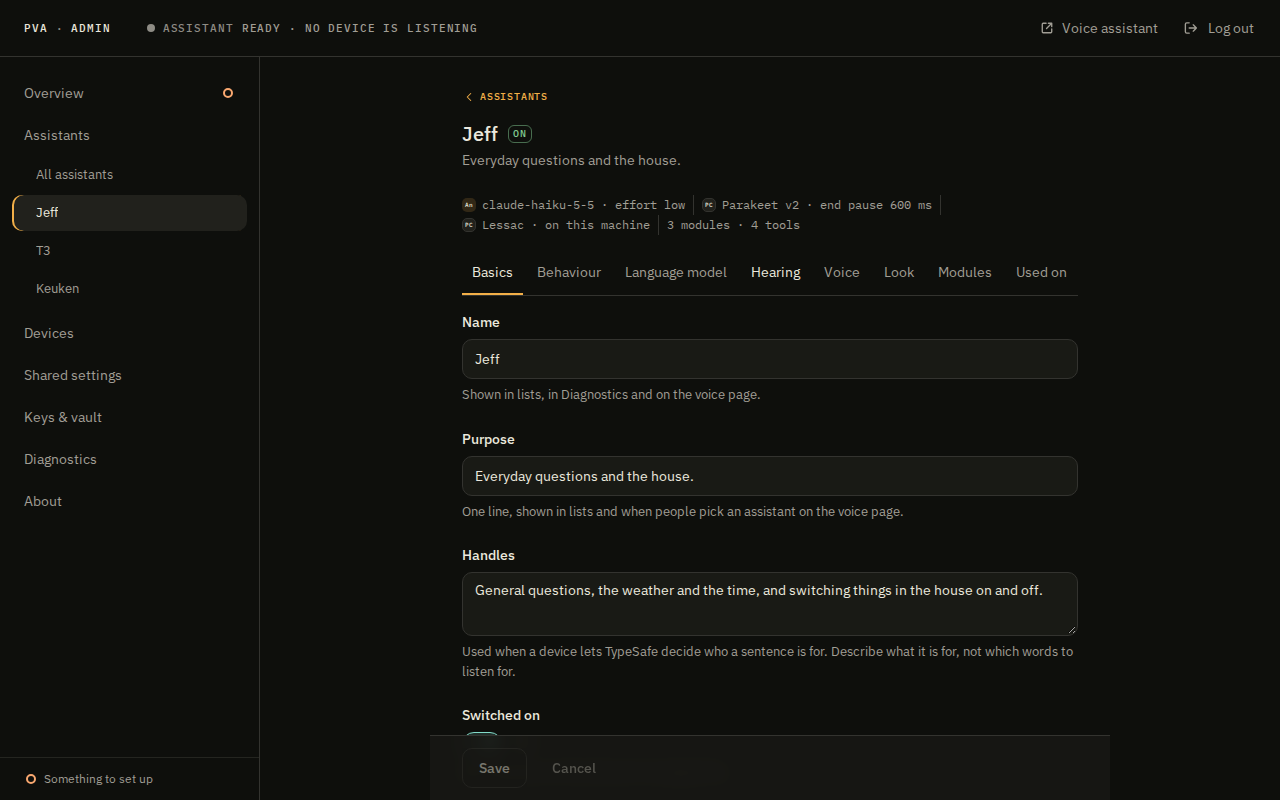 PVA · ADMIN
ASSISTANT READY · NO DEVICE IS LISTENING
Voice assistant
Log out
Overview
Assistants
All assistants
Jeff
T3
Keuken
Devices
Shared settings
Keys & vault
Diagnostics
About
Something to set up
ASSISTANTS
Jeff ON
Everyday questions and the house.
An claude-haiku-5-5 · effort low PC Parakeet v2 · end pause 600 ms
PC Lessac · on this machine 3 modules · 4 tools
Basics Behaviour Language model Hearing Voice Look Modules Used on
Name
Jeff
Shown in lists, in Diagnostics and on the voice page.
Purpose
Everyday questions and the house.
One line, shown in lists and when people pick an assistant on the voice page.
Handles
General questions, the weather and the time, and switching things in the house on and off.
Used when a device lets TypeSafe decide who a sentence is for. Describe what it is for, not which words to
listen for.
Switched on
Save Cancel